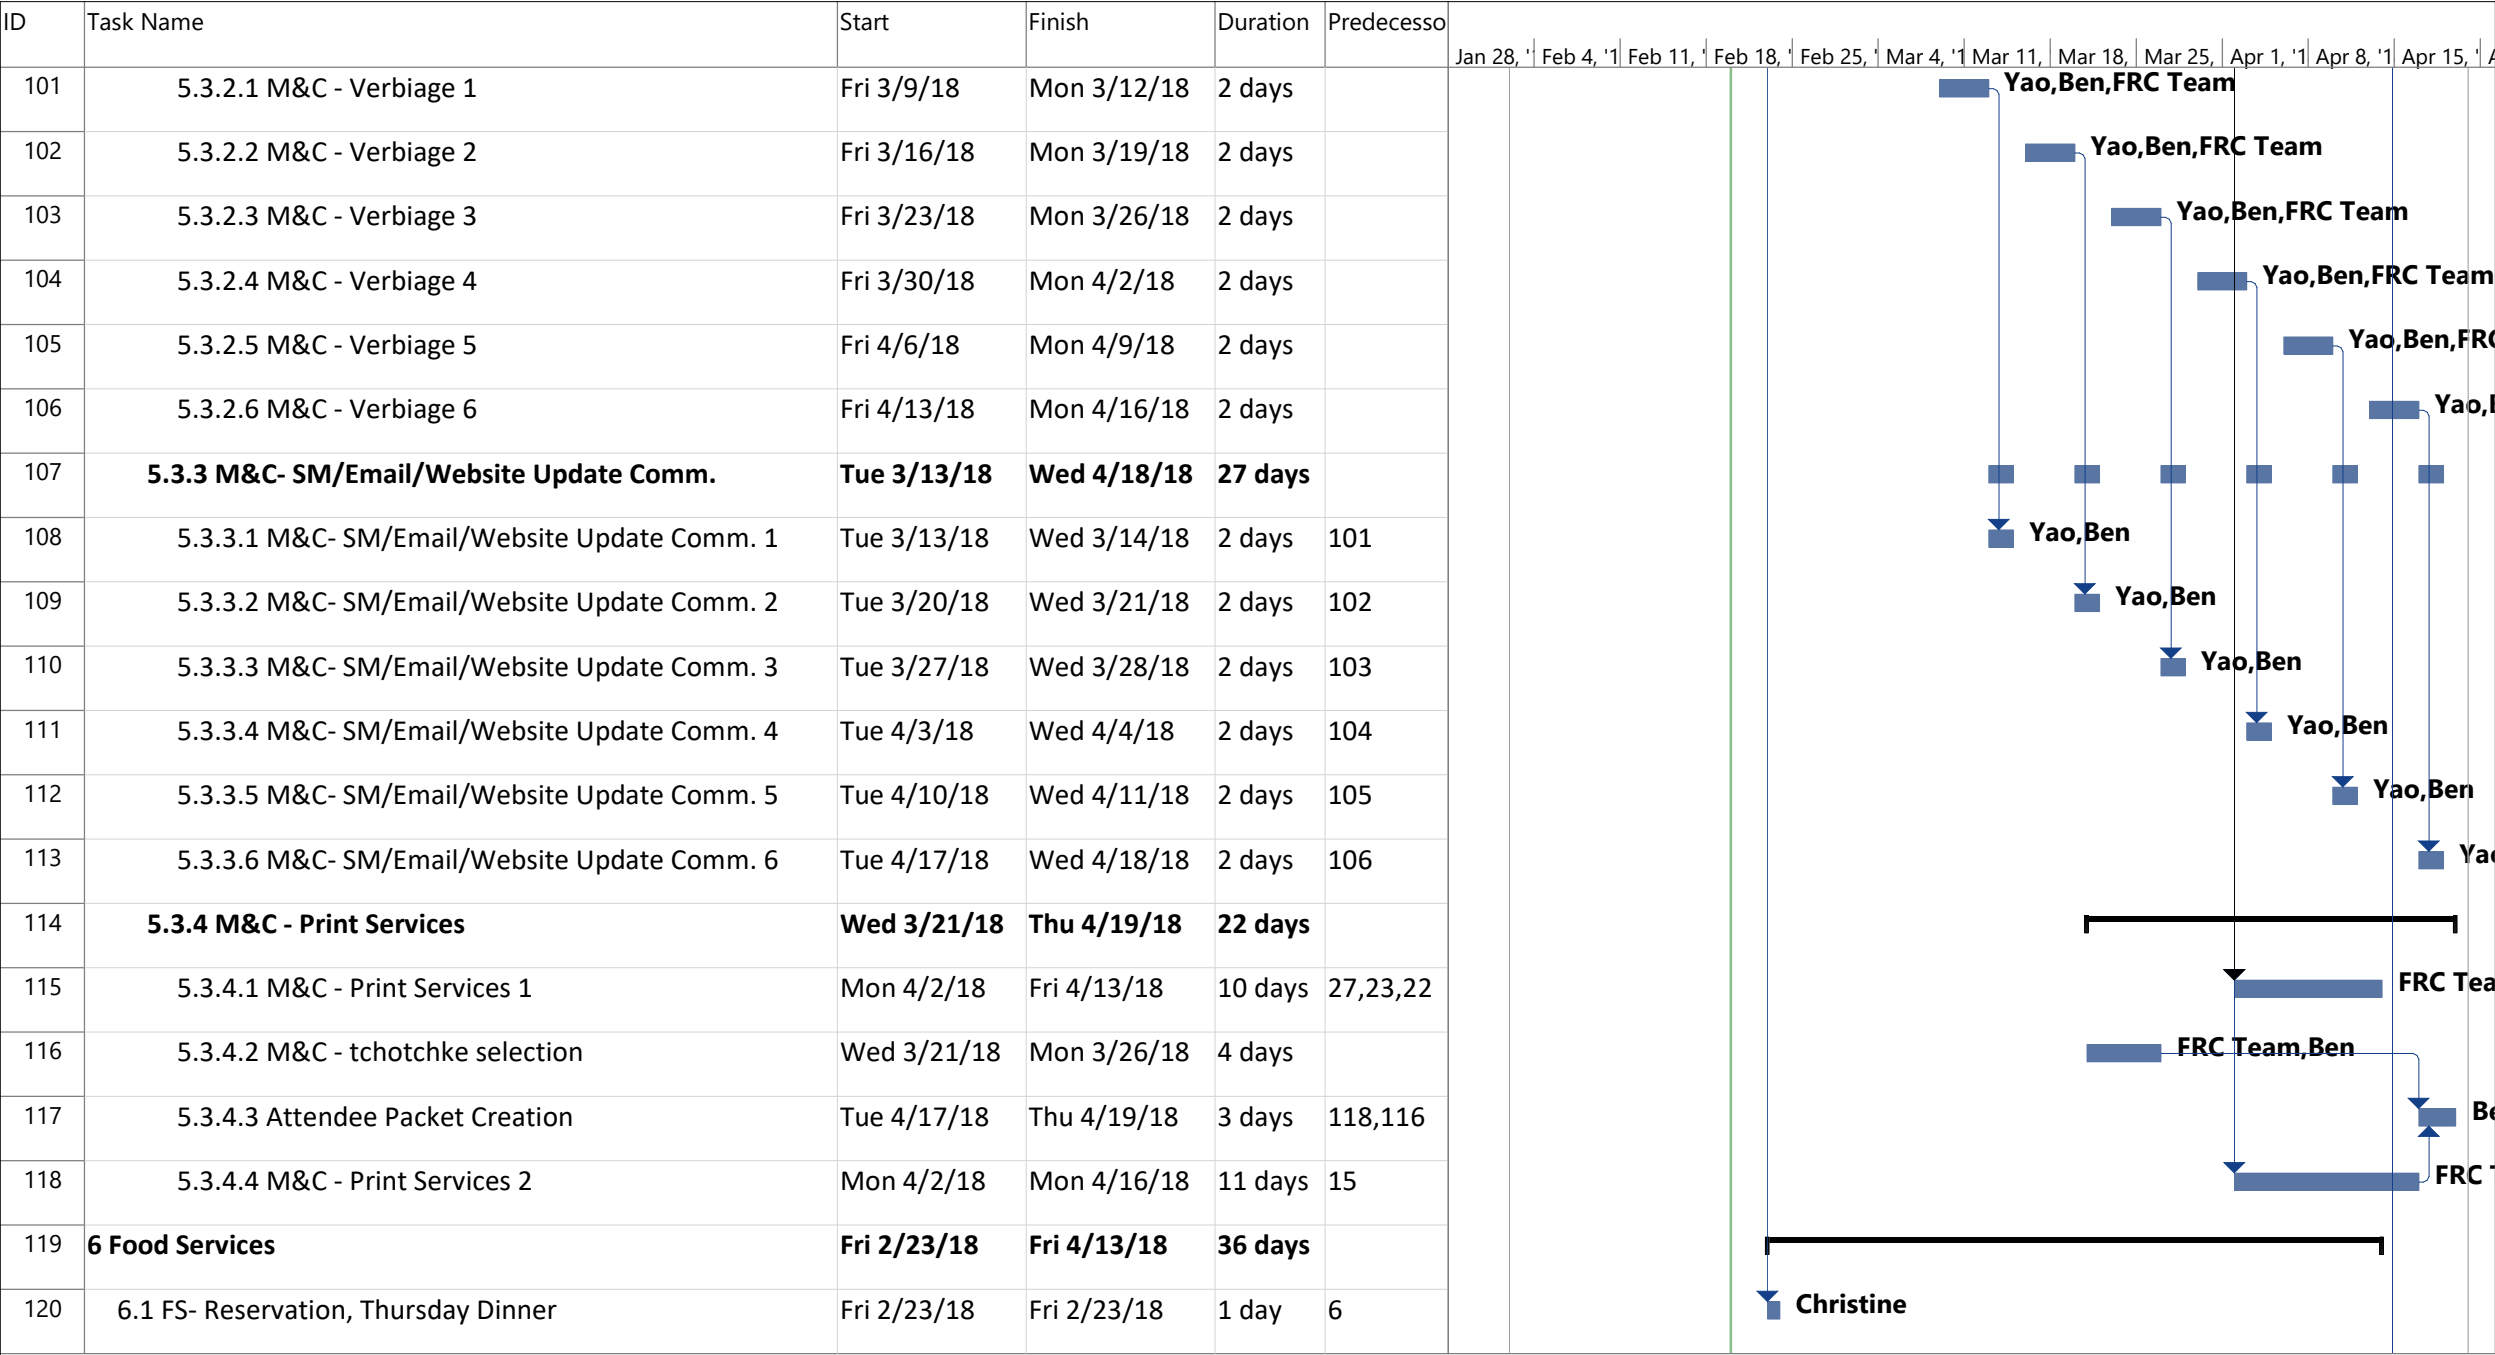 ID Task Name Start Finish Duration Predecesso
Jan 28, ' Feb 4, '1 Feb 11, ' Feb 18, ' Feb 25, ' Mar 4, '1 Mar 11, ' Mar 18, ' Mar 25, ' Apr 1, '1 Apr 8, '1 Apr 15, '
101 5.3.2.1 M&C - Verbiage 1 Fri 3/9/18 Mon 3/12/18 2 days Yao,Ben,FRC Team
102 5.3.2.2 M&C - Verbiage 2 Fri 3/16/18 Mon 3/19/18 2 days Yao,Ben,FRC Team
103 5.3.2.3 M&C - Verbiage 3 Fri 3/23/18 Mon 3/26/18 2 days Yao,Ben,FRC Team
104 5.3.2.4 M&C - Verbiage 4 Fri 3/30/18 Mon 4/2/18 2 days Yao,Ben,FRC Team
105 5.3.2.5 M&C - Verbiage 5 Fri 4/6/18 Mon 4/9/18 2 days Yao,Ben,FRC
106 5.3.2.6 M&C - Verbiage 6 Fri 4/13/18 Mon 4/16/18 2 days Yao,B
107 5.3.3 M&C- SM/Email/Website Update Comm. Tue 3/13/18 Wed 4/18/18 27 days
108 5.3.3.1 M&C- SM/Email/Website Update Comm. 1 Tue 3/13/18 Wed 3/14/18 2 days 101 Yao,Ben
109 5.3.3.2 M&C- SM/Email/Website Update Comm. 2 Tue 3/20/18 Wed 3/21/18 2 days 102 Yao,Ben
110 5.3.3.3 M&C- SM/Email/Website Update Comm. 3 Tue 3/27/18 Wed 3/28/18 2 days 103 Yao,Ben
111 5.3.3.4 M&C- SM/Email/Website Update Comm. 4 Tue 4/3/18 Wed 4/4/18 2 days 104 Yao,Ben
112 5.3.3.5 M&C- SM/Email/Website Update Comm. 5 Tue 4/10/18 Wed 4/11/18 2 days 105 Yao,Ben
113 5.3.3.6 M&C- SM/Email/Website Update Comm. 6 Tue 4/17/18 Wed 4/18/18 2 days 106 Yao
114 5.3.4 M&C - Print Services Wed 3/21/18 Thu 4/19/18 22 days
115 5.3.4.1 M&C - Print Services 1 Mon 4/2/18 Fri 4/13/18 10 days 27,23,22 FRC Tea
116 5.3.4.2 M&C - tchotchke selection Wed 3/21/18 Mon 3/26/18 4 days FRC Team,Ben
117 5.3.4.3 Attendee Packet Creation Tue 4/17/18 Thu 4/19/18 3 days 118,116 Be
118 5.3.4.4 M&C - Print Services 2 Mon 4/2/18 Mon 4/16/18 11 days 15 FRC
119 6 Food Services Fri 2/23/18 Fri 4/13/18 36 days
120 6.1 FS- Reservation, Thursday Dinner Fri 2/23/18 Fri 2/23/18 1 day 6 Christine